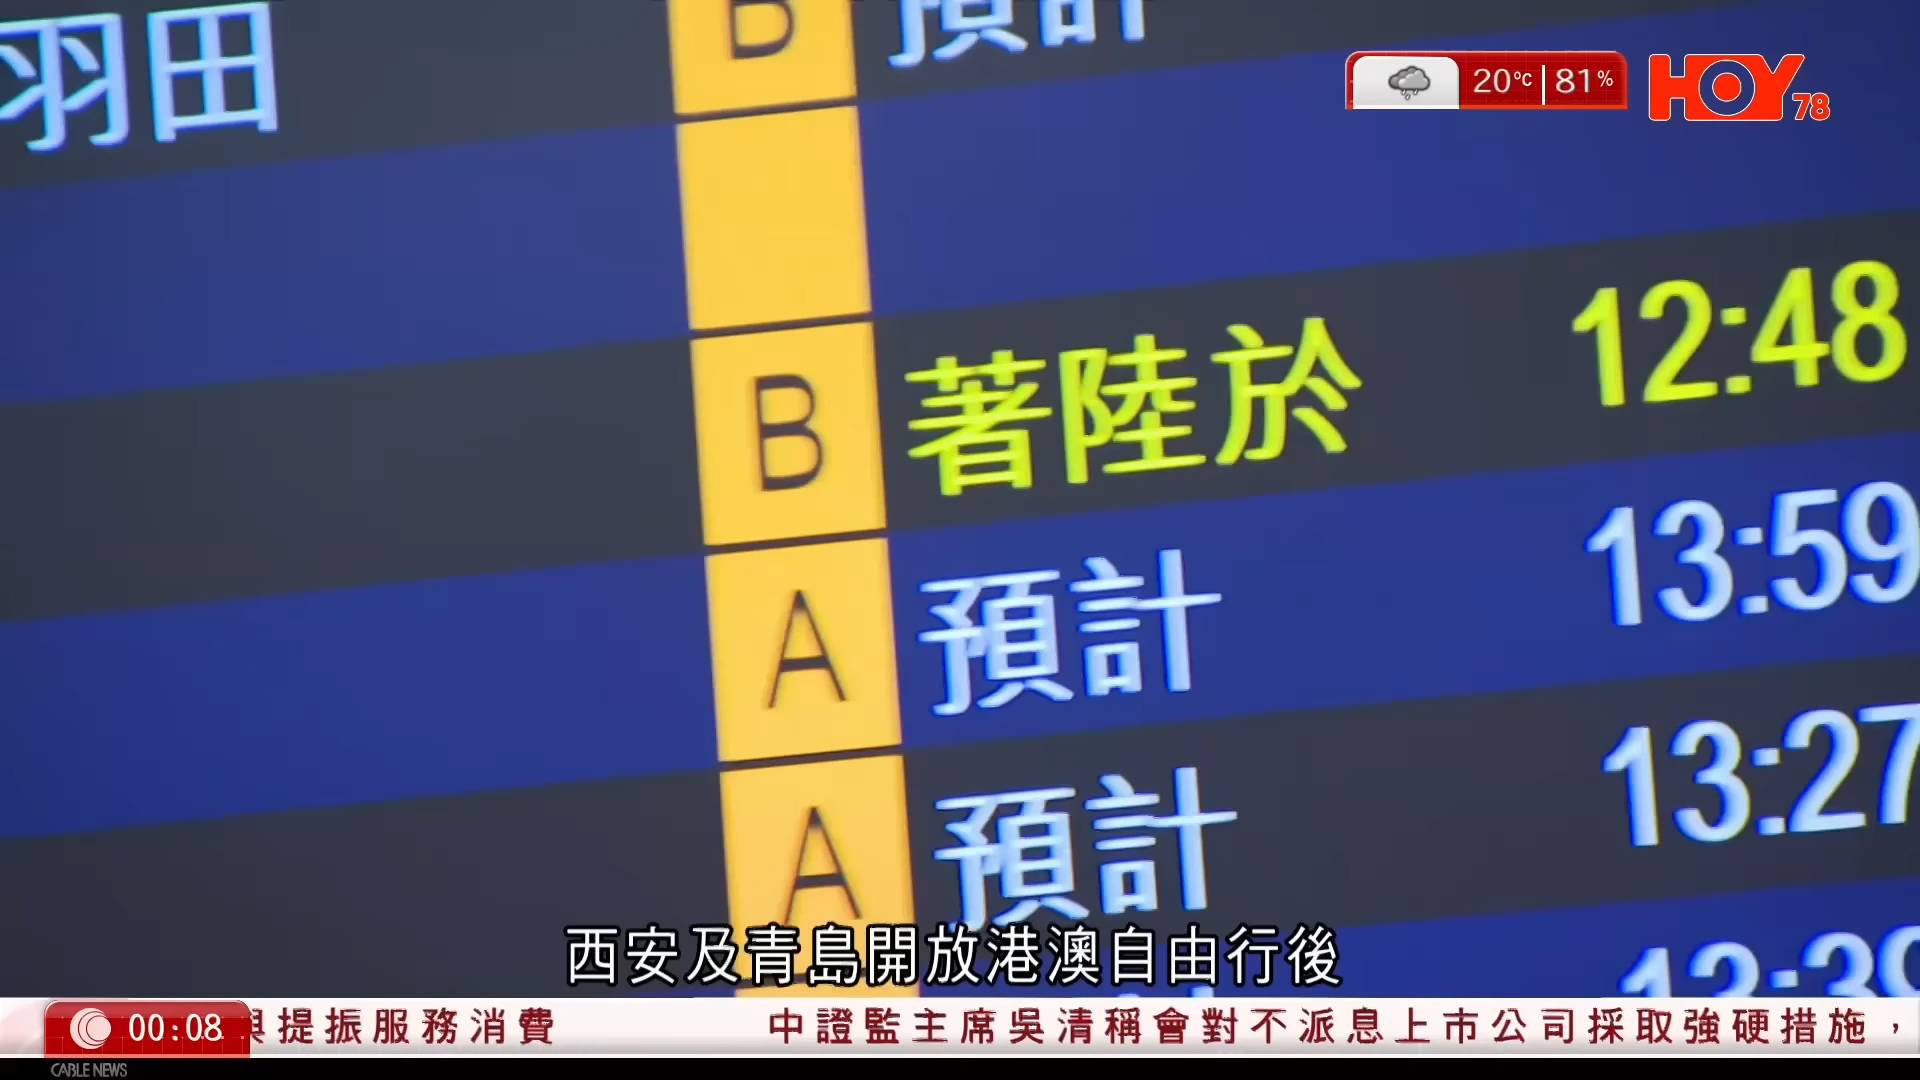 羽田 B 預計
20°C 81%
HOY 78
B 著陸於 12:48
A 預計 13:59
A 預計 13:27
西安及青島開放港澳自由行後
00:08 提振服務消費 中證監主席吳清稱會對不派息上市公司採取強硬措施，
CABLE NEWS